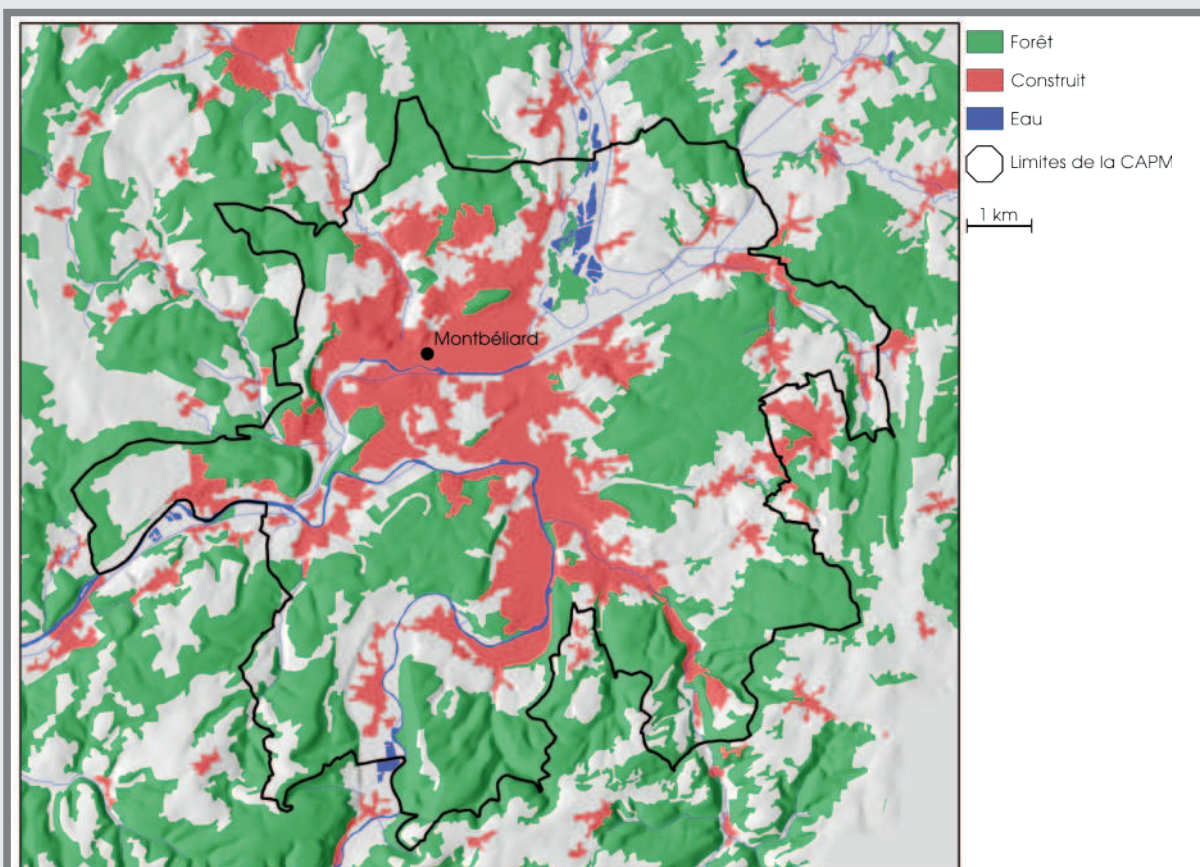 Forêt
Construit
Eau
Limites de la CAPM
1 km
Montbéliard